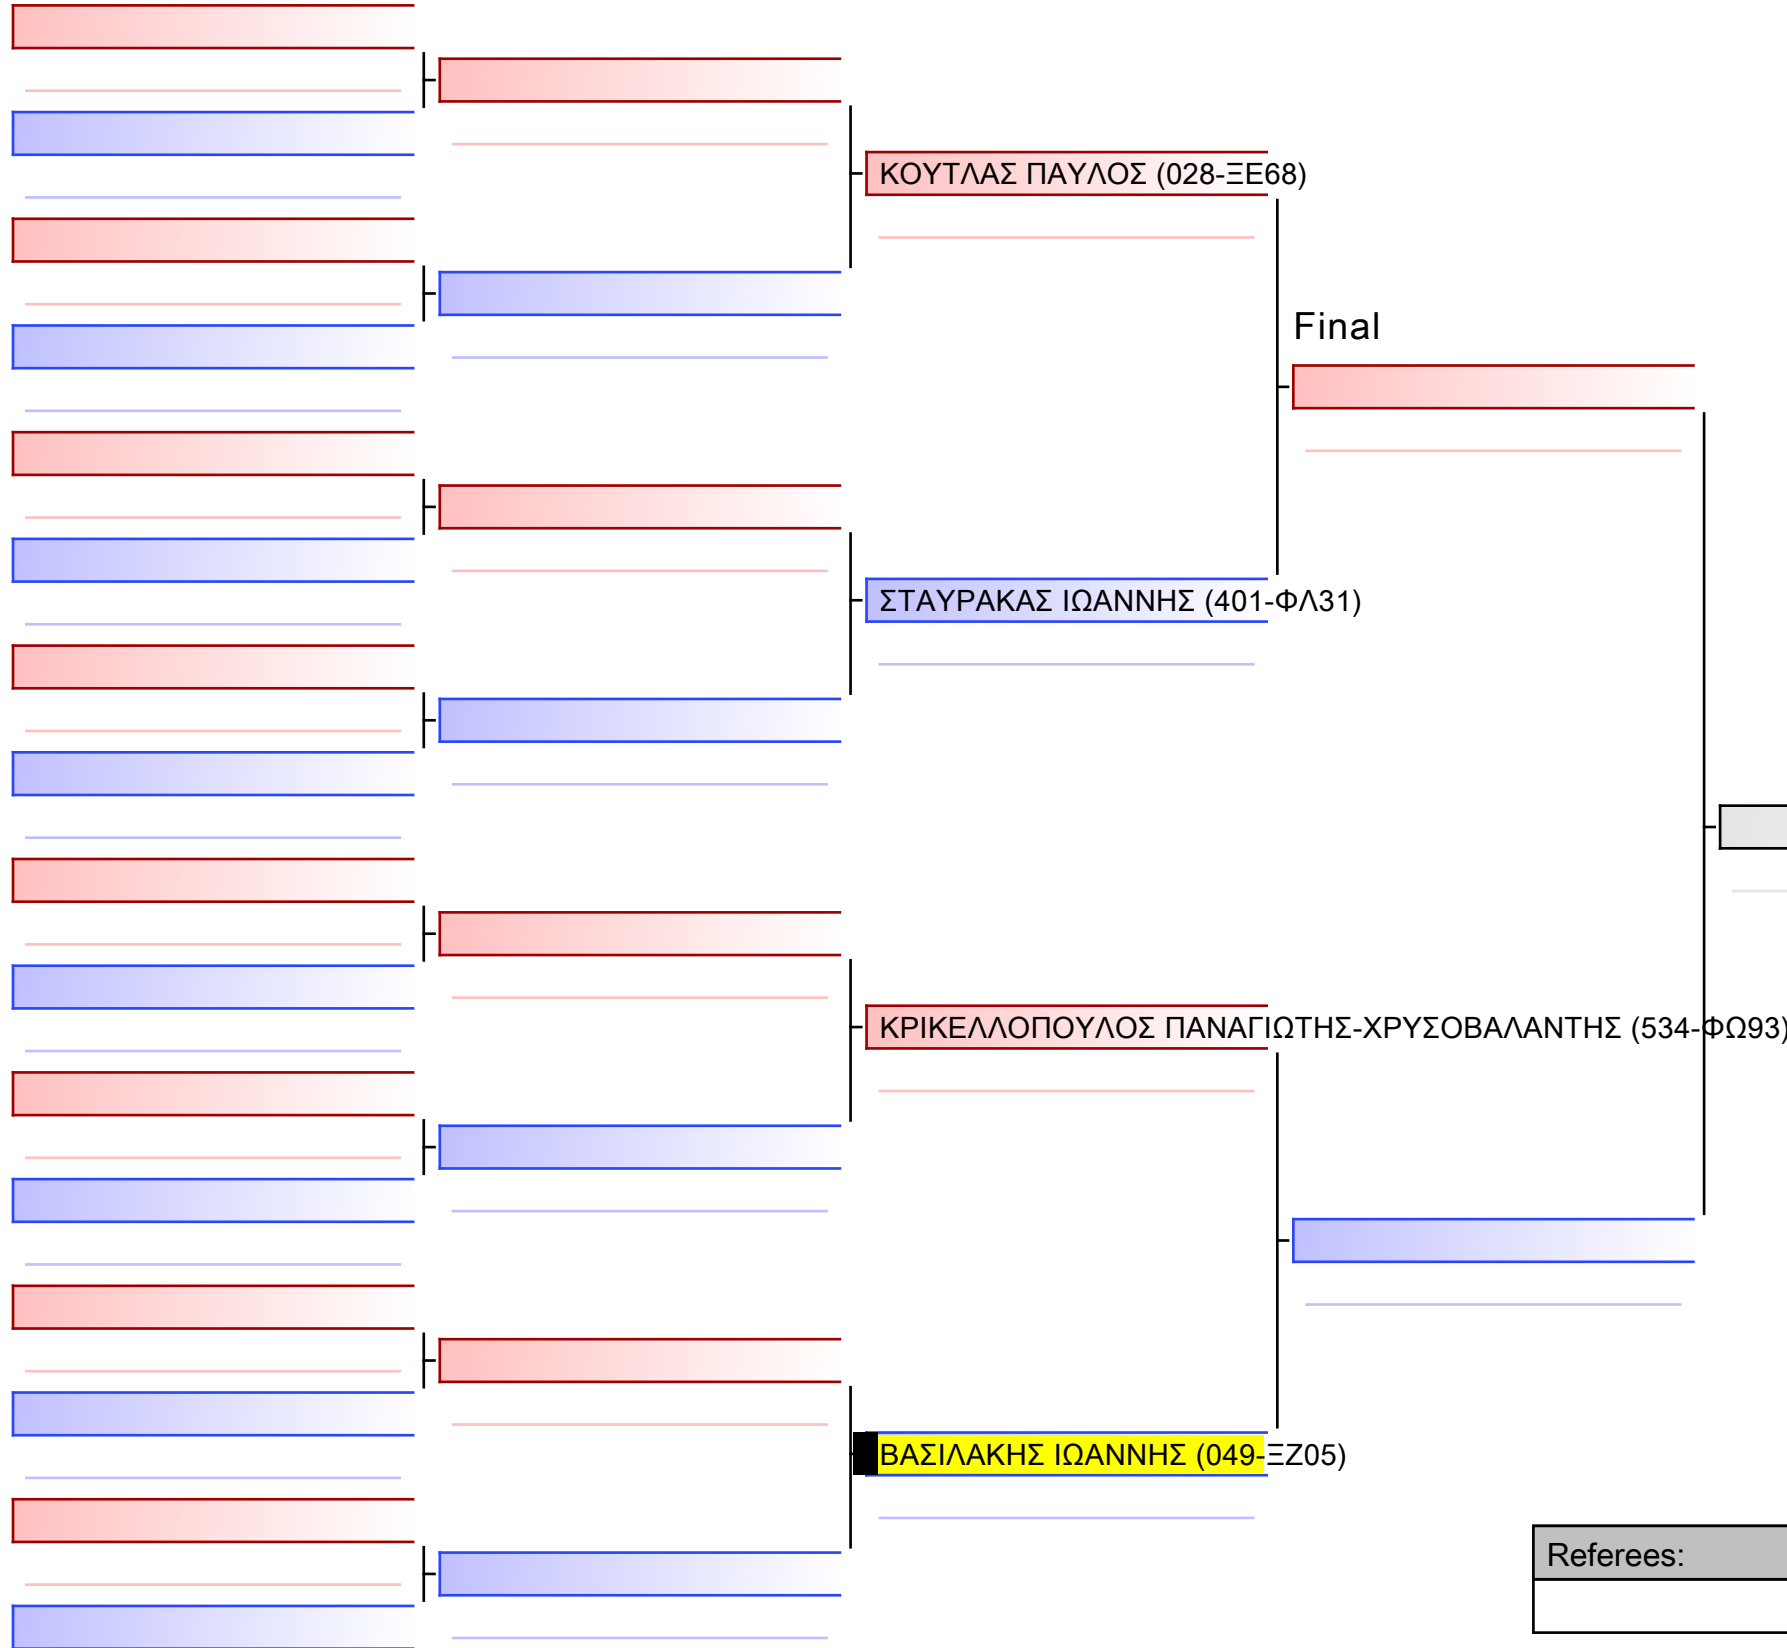 ΚΟΥΤΛΑΣ ΠΑΥΛΟΣ (028-ΞΕ68)
Final
ΣΤΑΥΡΑΚΑΣ ΙΩΑΝΝΗΣ (401-ΦΛ31)
ΚΡΙΚΕΛΛΟΠΟΥΛΟΣ ΠΑΝΑΓΙΩΤΗΣ-ΧΡΥΣΟΒΑΛΑΝΤΗΣ (534-ΦΩ93)
ΒΑΣΙΛΑΚΗΣ ΙΩΑΝΝΗΣ (049-ΞΖ05)
Referees: